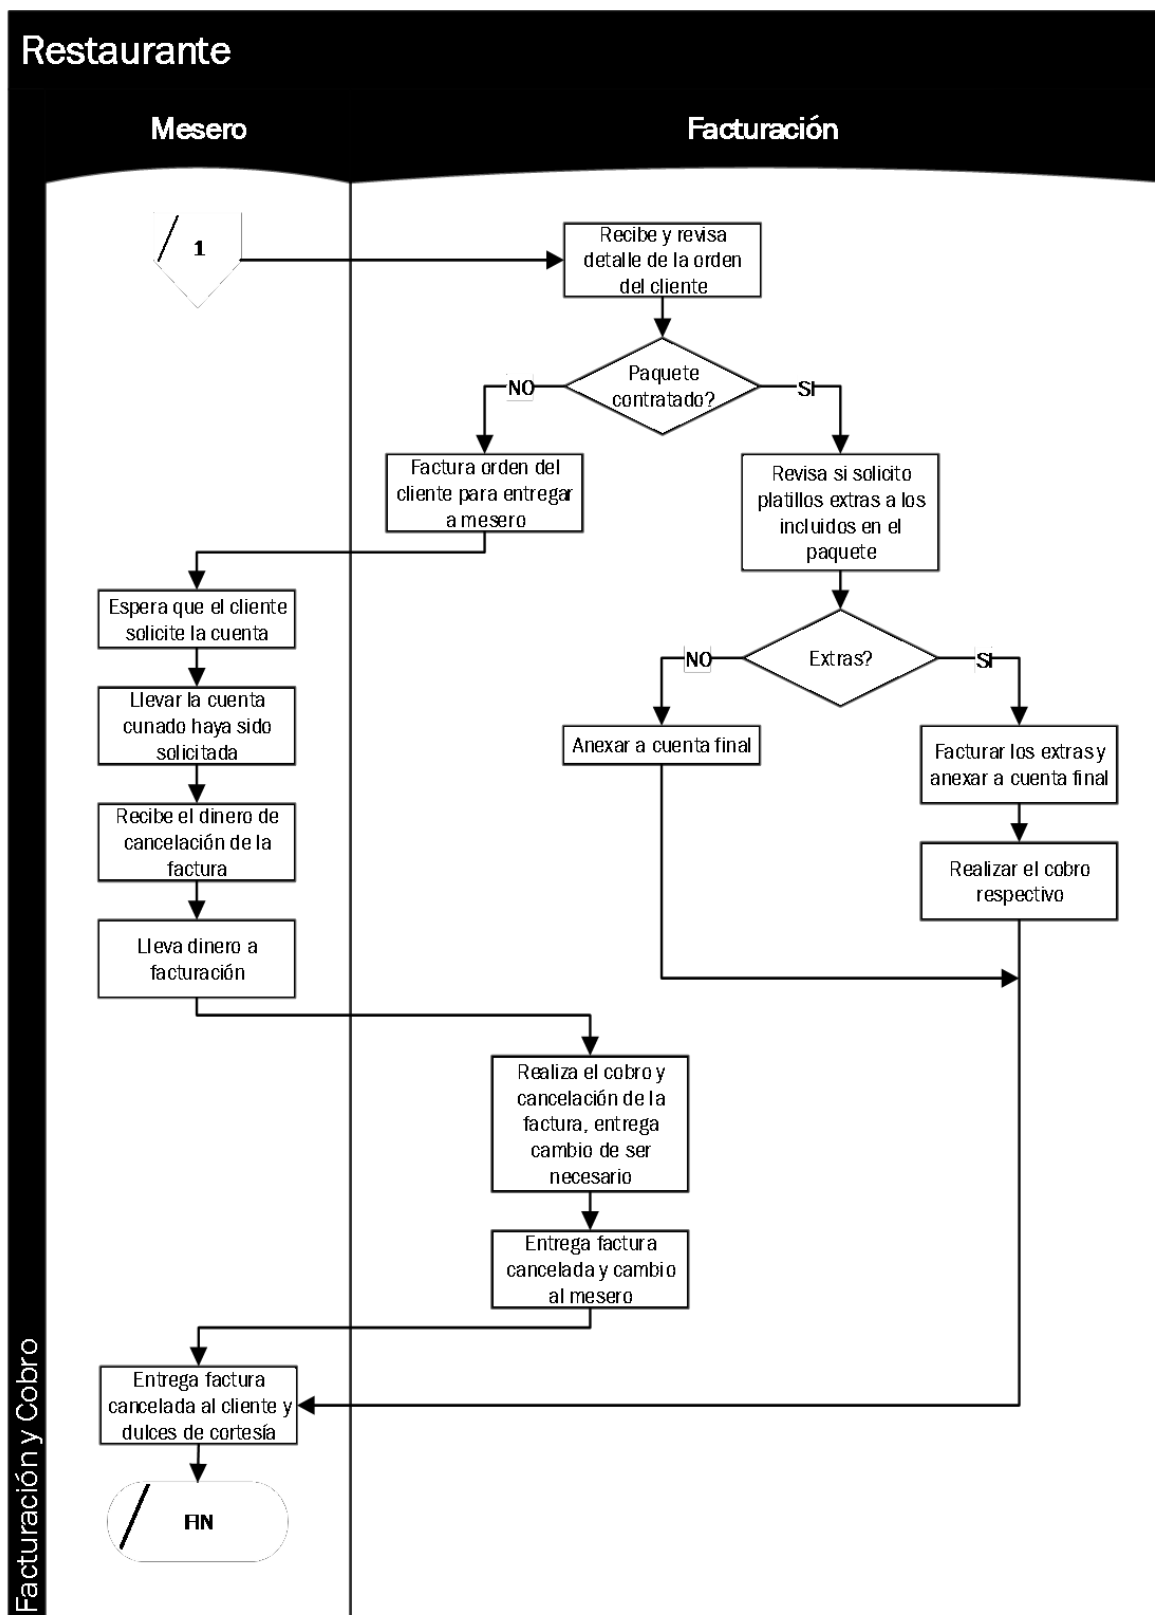 Restaurante
Mesero
Facturación
1
Recibe y revisa
detalle de la orden
del cliente
Paquete
contratado?
NO
SI
Factura orden del
cliente para entregar
a mesero
Revisa si solicito
platillos extras a los
incluidos en el
paquete
Espera que el cliente
solicite la cuenta
Extras?
NO
SI
Llevar la cuenta
cunado haya sido
solicitada
Anexar a cuenta final
Facturar los extras y
anexar a cuenta final
Recibe el dinero de
cancelación de la
factura
Realizar el cobro
respectivo
Lleva dinero a
facturación
Realiza el cobro y
cancelación de la
factura, entrega
cambio de ser
necesario
Entrega factura
cancelada y cambio
al mesero
Entrega factura
cancelada al cliente y
dulces de cortesía
FIN
Facturación y Cobro